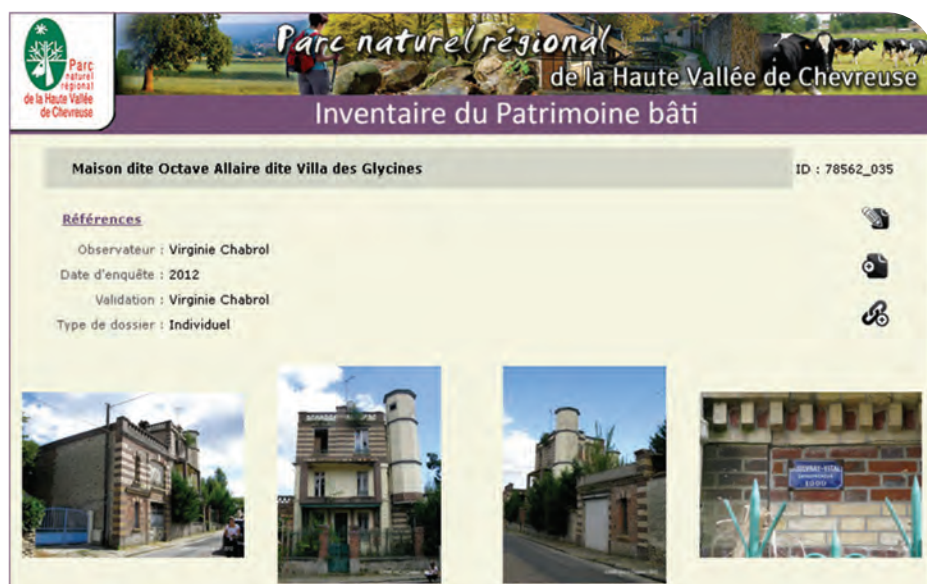 Parc naturel régional
de la Haute Vallée de Chevreuse
Parc
naturel
régional
de la Haute Vallée
de Chevreuse
Inventaire du Patrimoine bâti
Maison dite Octave Allaire dite Villa des Glycines
ID : 78562_035
Références
Observateur : Virginie Chabrol
Date d'enquête : 2012
Validation : Virginie Chabrol
Type de dossier : Individuel
1900